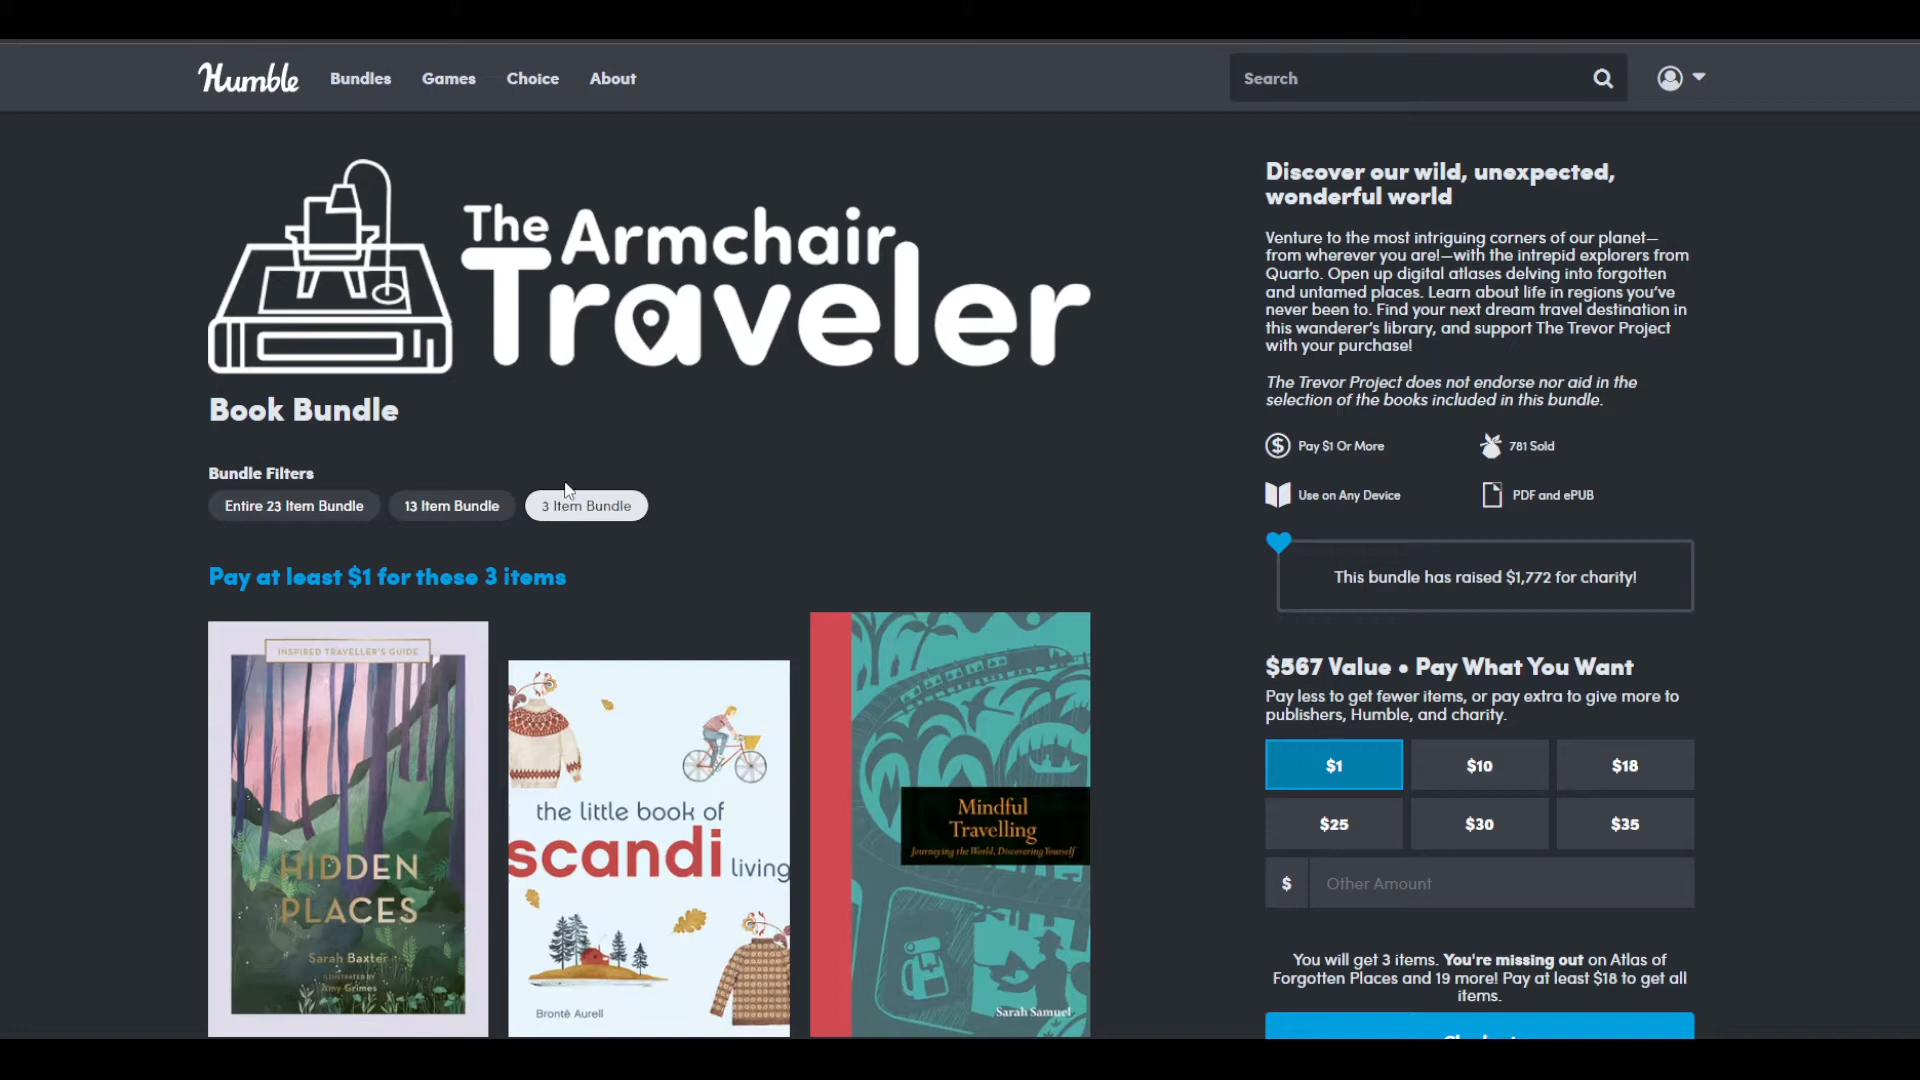 Humble
Bundles
Games
Choice
About
Search
The Armchair
Traveler
Book Bundle
Bundle Filters
Entire 23 Item Bundle
13 Item Bundle
3 Item Bundle
Pay at least $1 for these 3 items
INSPIRED TRAVELLER'S GUIDE
HIDDEN
PLACES
Sarah Baxter
ILLUSTRATED BY
Amy Grimes
the little book of
scandi living
Brontë Aurell
Mindful
Travelling
Journeying the World, Discovering Yourself
Sarah Samuel
Discover our wild, unexpected,
wonderful world
Venture to the most intriguing corners of our planet—
from wherever you are!—with the intrepid explorers from
Quarto. Open up digital atlases delving into forgotten
and untamed places. Learn about life in regions you've
never been to. Find your next dream travel destination in
this wanderer's library, and support The Trevor Project
with your purchase!
The Trevor Project does not endorse nor aid in the
selection of the books included in this bundle.
Pay $1 Or More
781 Sold
Use on Any Device
PDF and ePUB
This bundle has raised $1,772 for charity!
$567 Value • Pay What You Want
Pay less to get fewer items, or pay extra to give more to
publishers, Humble, and charity.
$1
$10
$18
$25
$30
$35
$
Other Amount
You will get 3 items. You're missing out on Atlas of
Forgotten Places and 19 more! Pay at least $18 to get all
items.